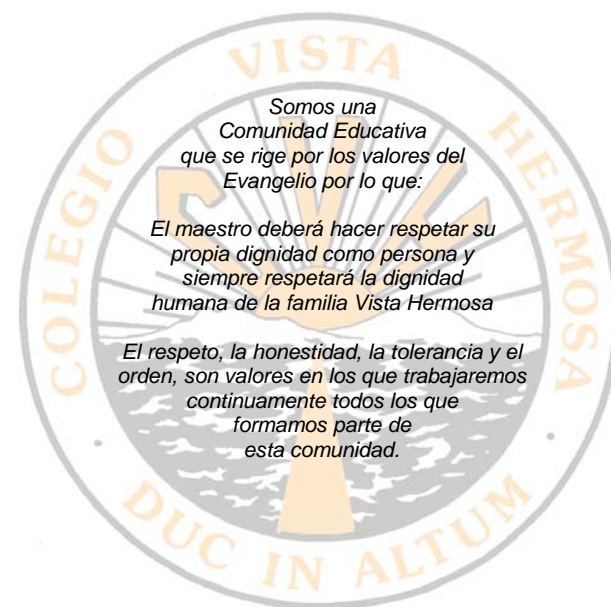 COLEGIO VISTA HERMOSA
CVH
Somos una
Comunidad Educativa
que se rige por los valores del
Evangelio por lo que:
El maestro deberá hacer respetar su
propia dignidad como persona y
siempre respetará la dignidad
humana de la familia Vista Hermosa
El respeto, la honestidad, la tolerancia y el
orden, son valores en los que trabajaremos
continuamente todos los que
formamos parte de
esta comunidad.
DUC IN ALTUM